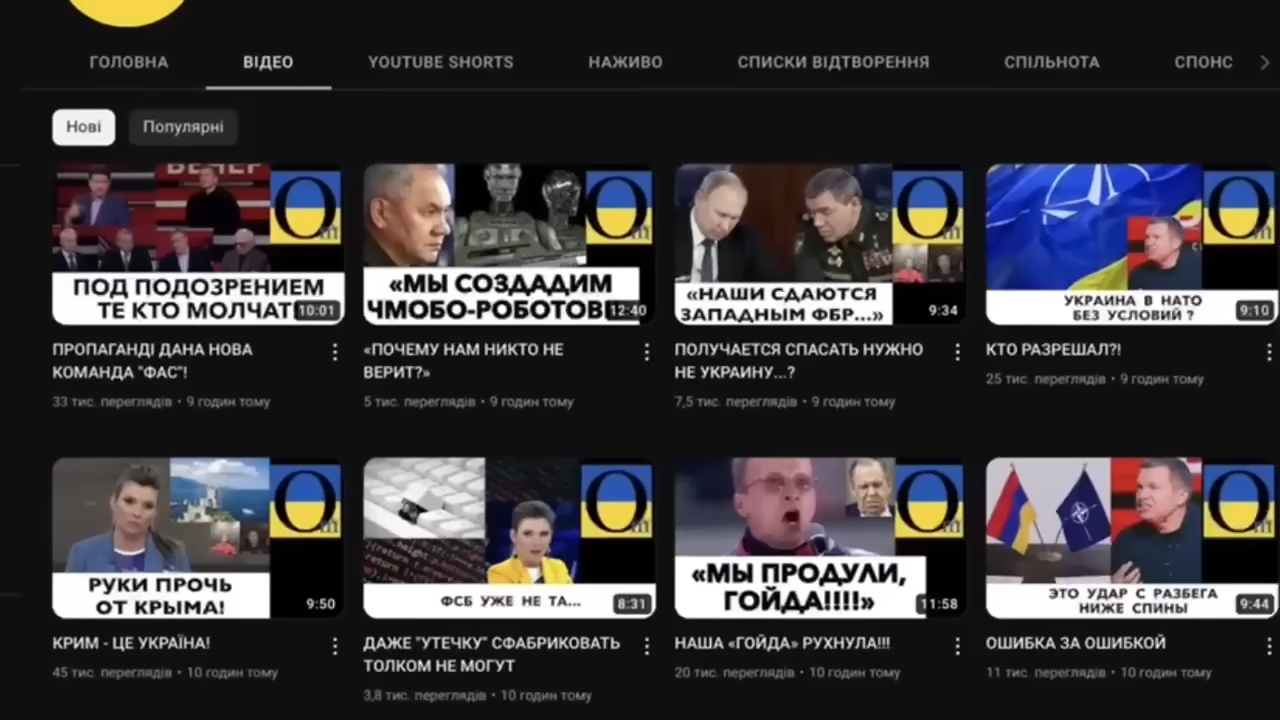 ГОЛОВНА
ВІДЕО
YOUTUBE SHORTS
НАЖИВО
СПИСКИ ВІДТВОРЕННЯ
СПІЛЬНОТА
СПОНС
Нові
Популярні
ВЕЧЕР
ПОД ПОДОЗРЕНИЕМ
ТЕ КТО МОЛЧАТ
10:01
ПРОПАГАНДІ ДАНА НОВА
КОМАНДА "ФАС"!
33 тис. переглядів • 9 годин тому
«МЫ СОЗДАДИМ
ЧМОБО-РОБОТОВ
12:40
«ПОЧЕМУ НАМ НИКТО НЕ
ВЕРИТ?»
5 тис. переглядів • 9 годин тому
«НАШИ СДАЮТСЯ
ЗАПАДНЫМ ФБР...»
9:34
ПОЛУЧАЕТСЯ СПАСАТЬ НУЖНО
НЕ УКРАИНУ...?
7,5 тис. переглядів • 9 годин тому
УКРАИНА В НАТО
БЕЗ УСЛОВИЙ ?
9:10
КТО РАЗРЕШАЛ?!
25 тис. переглядів • 9 годин тому
РУКИ ПРОЧЬ
ОТ КРЫМА!
9:50
КРИМ - ЦЕ УКРАЇНА!
45 тис. переглядів • 10 годин тому
ФСБ УЖЕ НЕ ТА...
8:31
ДАЖЕ "УТЕЧКУ" СФАБРИКОВАТЬ
ТОЛКОМ НЕ МОГУТ
3,8 тис. переглядів • 10 годин тому
«МЫ ПРОДУЛИ,
ГОЙДА!!!!»
11:58
НАША «ГОЙДА» РУХНУЛА!!!
20 тис. переглядів • 10 годин тому
ЭТО УДАР С РАЗБЕГА
НИЖЕ СПИНЫ
9:44
ОШИБКА ЗА ОШИБКОЙ
11 тис. переглядів • 10 годин тому